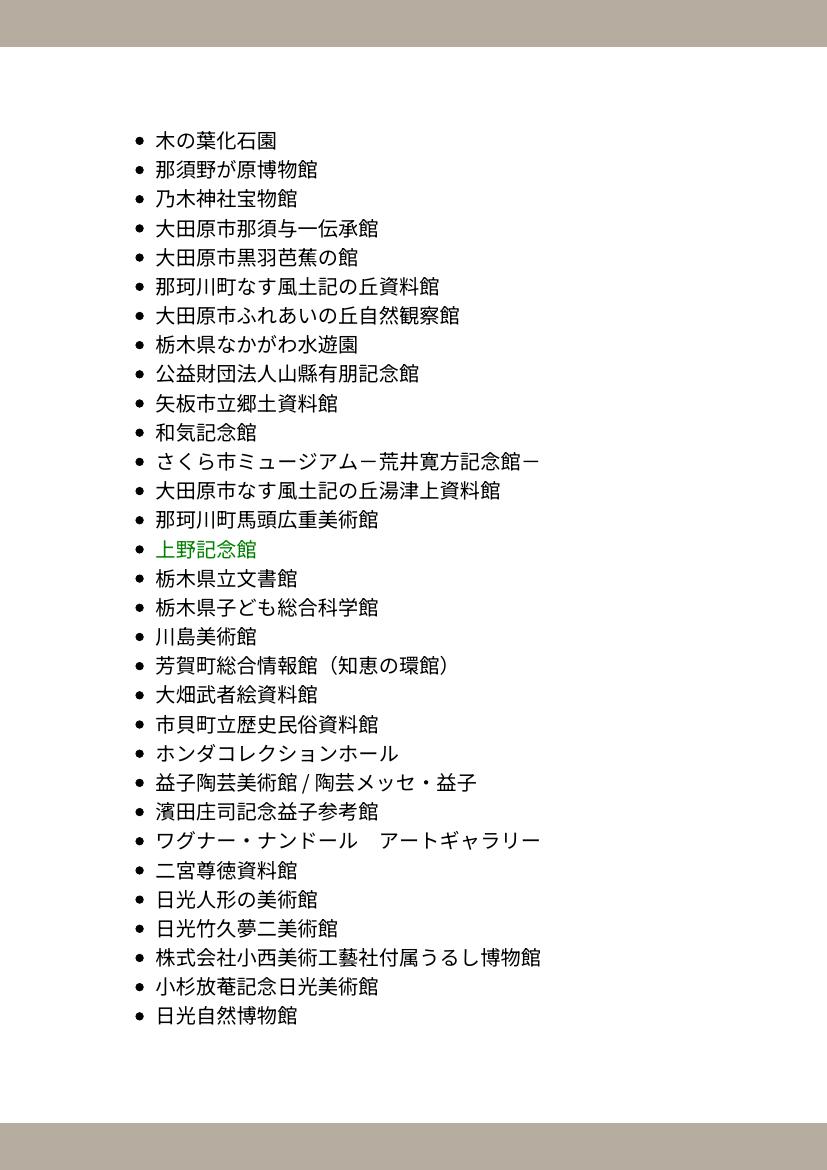 • 木の葉化石園
• 那須野が原博物館
• 乃木神社宝物館
• 大田原市那須与一伝承館
• 大田原市黒羽芭蕉の館
• 那珂川町なす風土記の丘資料館
• 大田原市ふれあいの丘自然観察館
• 栃木県なかがわ水遊園
• 公益財団法人山縣有朋記念館
• 矢板市立郷土資料館
• 和気記念館
• さくら市ミュージアム－荒井寛方記念館－
• 大田原市なす風土記の丘湯津上資料館
• 那珂川町馬頭広重美術館
• 上野記念館
• 栃木県立文書館
• 栃木県子ども総合科学館
• 川島美術館
• 芳賀町総合情報館（知恵の環館）
• 大畑武者絵資料館
• 市貝町立歴史民俗資料館
• ホンダコレクションホール
• 益子陶芸美術館 / 陶芸メッセ・益子
• 濱田庄司記念益子参考館
• ワグナー・ナンドール　アートギャラリー
• 二宮尊徳資料館
• 日光人形の美術館
• 日光竹久夢二美術館
• 株式会社小西美術工藝社付属うるし博物館
• 小杉放菴記念日光美術館
• 日光自然博物館